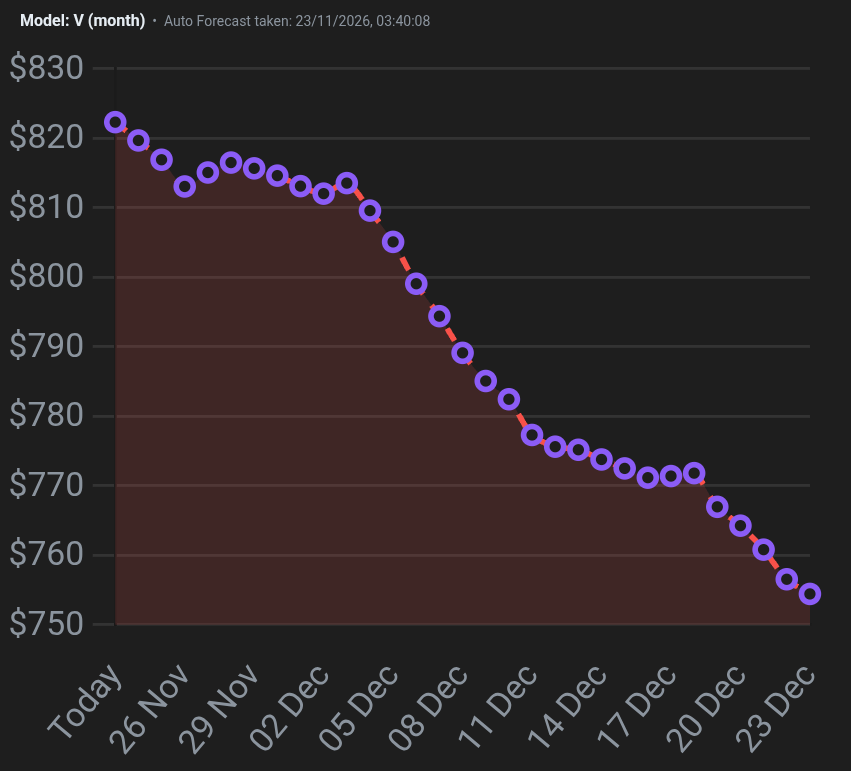 Model: V (month) • Auto Forecast taken: 23/11/2026, 03:40:08
$830
$820
$810
$800
$790
$780
$770
$760
$750
Today
26 Nov
29 Nov
02 Dec
05 Dec
08 Dec
11 Dec
14 Dec
17 Dec
20 Dec
23 Dec